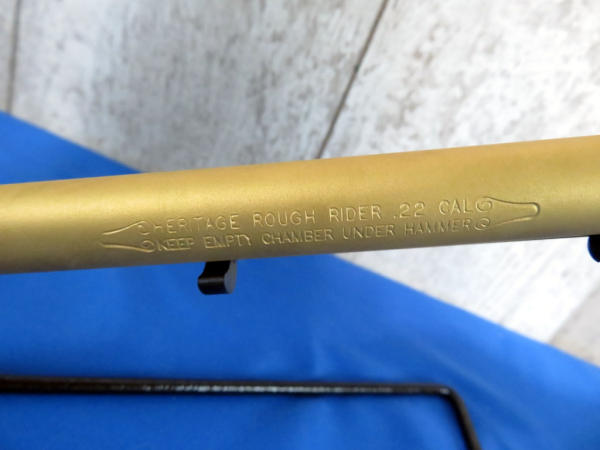 HERITAGE ROUGH RIDER .22 CAL
KEEP EMPTY CHAMBER UNDER HAMMER